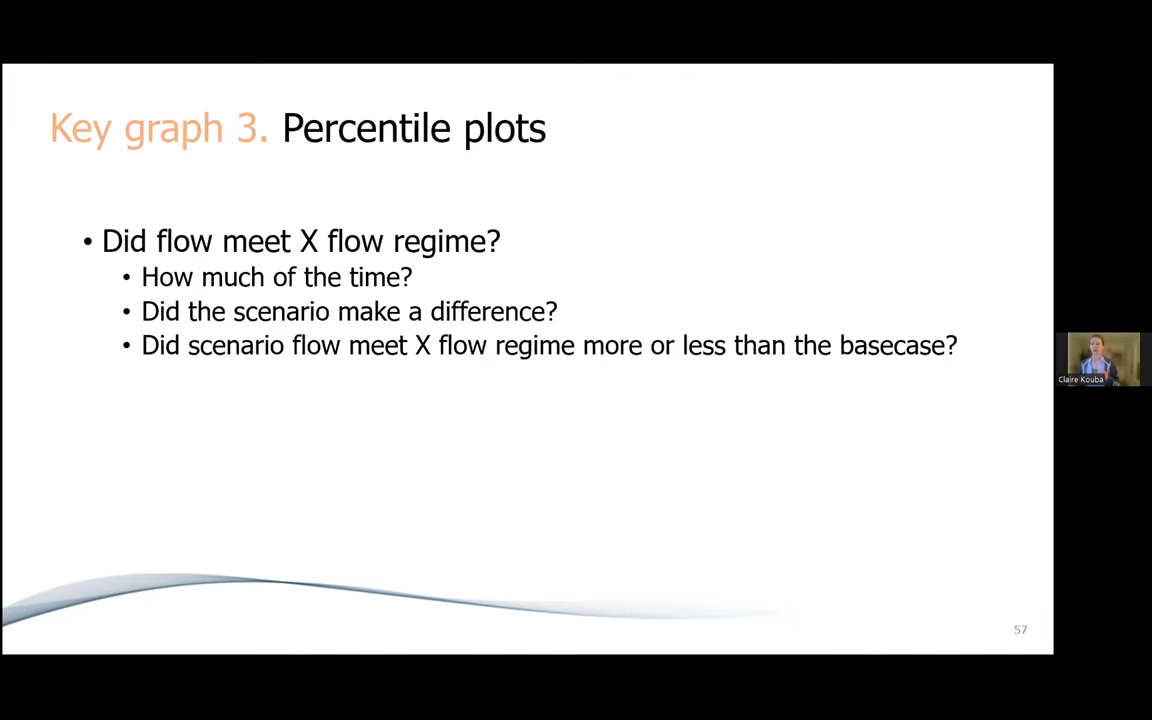 Key graph 3. Percentile plots
• Did flow meet X flow regime?
• How much of the time?
• Did the scenario make a difference?
• Did scenario flow meet X flow regime more or less than the basecase?
Claire Kouba
57